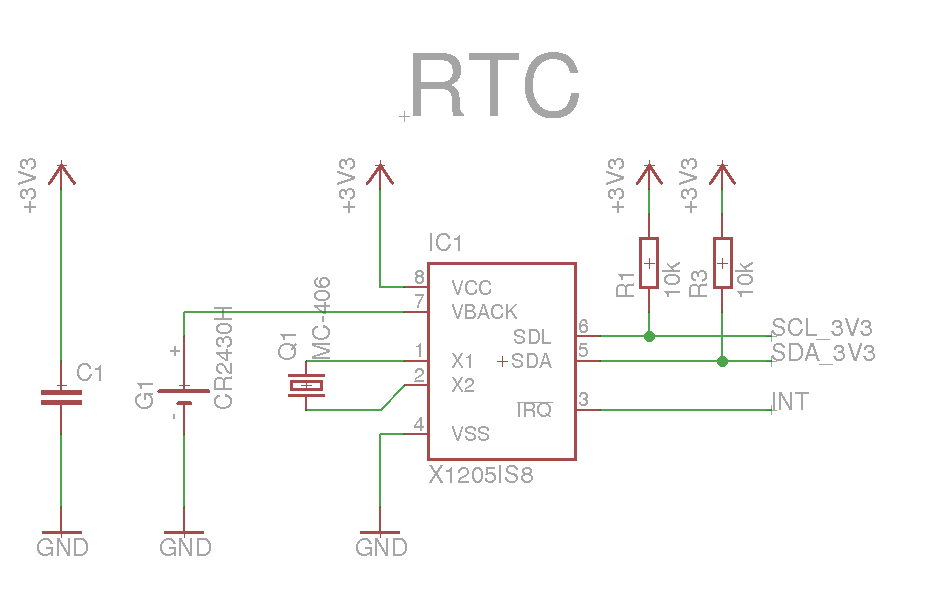 RTC
+3V3
+3V3
+3V3
+3V3
IC1
8
VCC
7
VBACK
1
X1
2
X2
4
VSS
SDL
6
SDA
5
IRQ
3
X1205IS8
R1
10k
R3
10k
SCL_3V3
SDA_3V3
INT
C1
G1
+
-
CR2430H
Q1
MC-406
GND
GND
GND